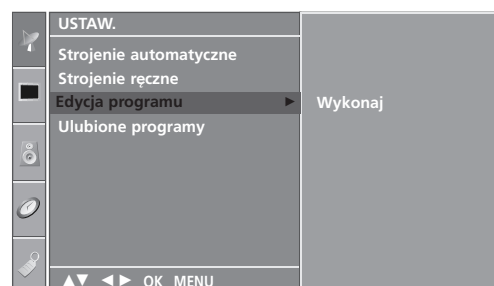 USTAW.
Strojenie automatyczne
Strojenie ręczne
Edycja programu ► Wykonaj
Ulubione programy
▲▼ ◄► OK MENU